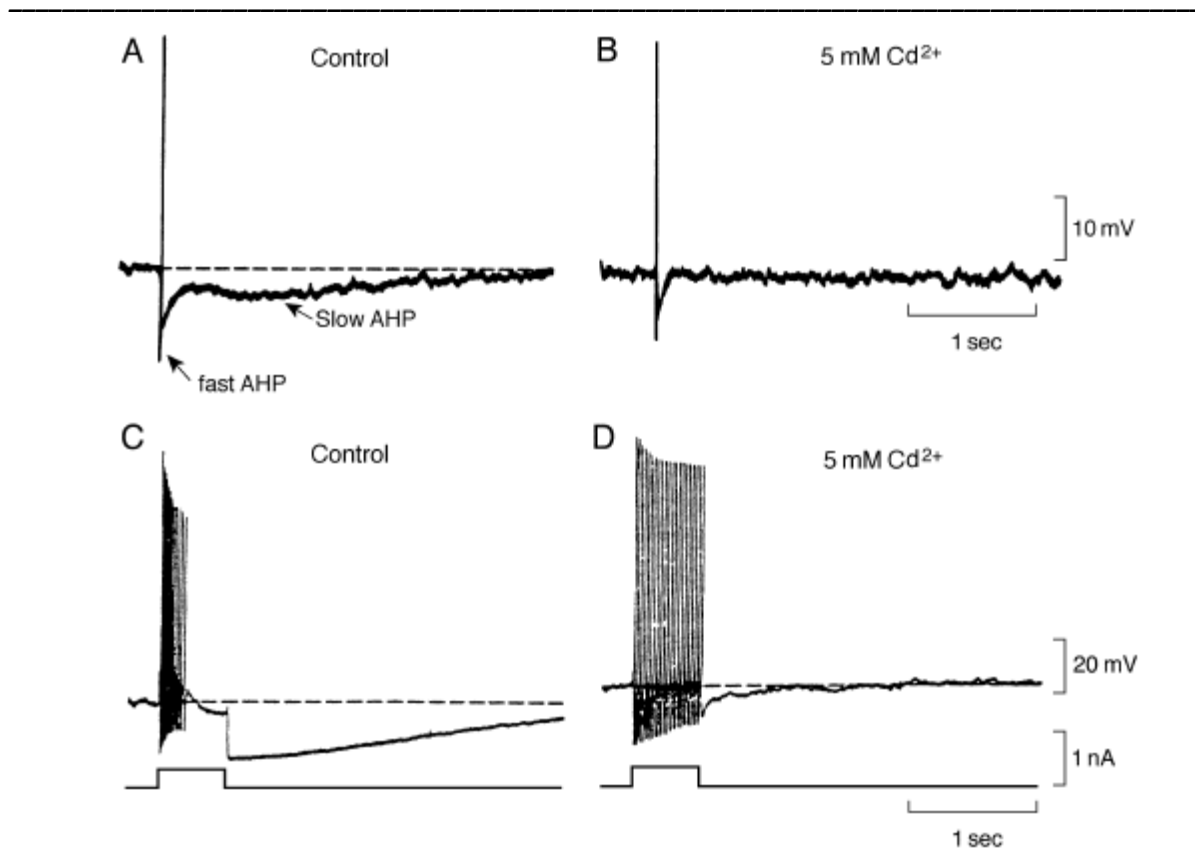 A
Control
B
5 mM Cd²⁺
10 mV
Slow AHP
fast AHP
1 sec
C
Control
D
5 mM Cd²⁺
20 mV
1 nA
1 sec